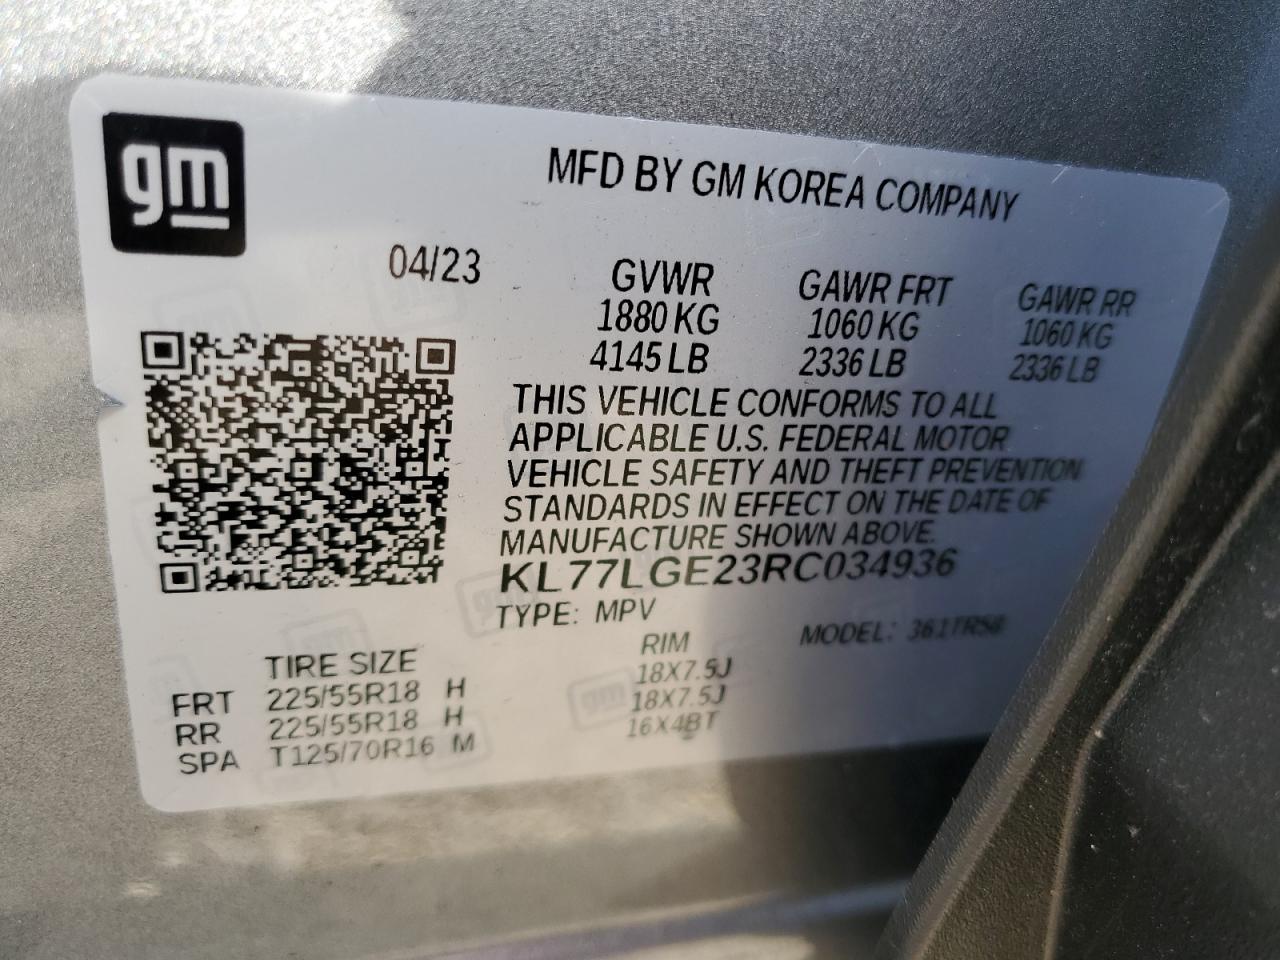 gm
MFD BY GM KOREA COMPANY
04/23
GVWR GAWR FRT GAWR RR
1880 KG 1060 KG 1060 KG
4145 LB 2336 LB 2336 LB
THIS VEHICLE CONFORMS TO ALL
APPLICABLE U.S. FEDERAL MOTOR
VEHICLE SAFETY AND THEFT PREVENTION
STANDARDS IN EFFECT ON THE DATE OF
MANUFACTURE SHOWN ABOVE.
KL77LGE23RC034936
TYPE: MPV MODEL:
TIRE SIZE RIM
FRT 225/55R18 H 18X7.5J
RR 225/55R18 H 18X7.5J
SPA T125/70R16 M 16X4BT